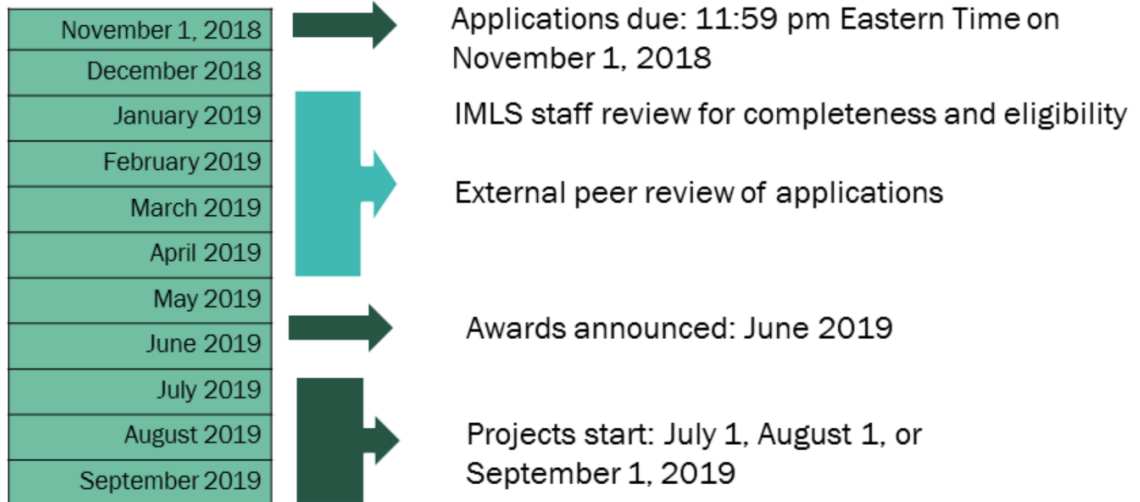 November 1, 2018
December 2018
January 2019
February 2019
March 2019
April 2019
May 2019
June 2019
July 2019
August 2019
September 2019
Applications due: 11:59 pm Eastern Time on
November 1, 2018
IMLS staff review for completeness and eligibility
External peer review of applications
Awards announced: June 2019
Projects start: July 1, August 1, or
September 1, 2019